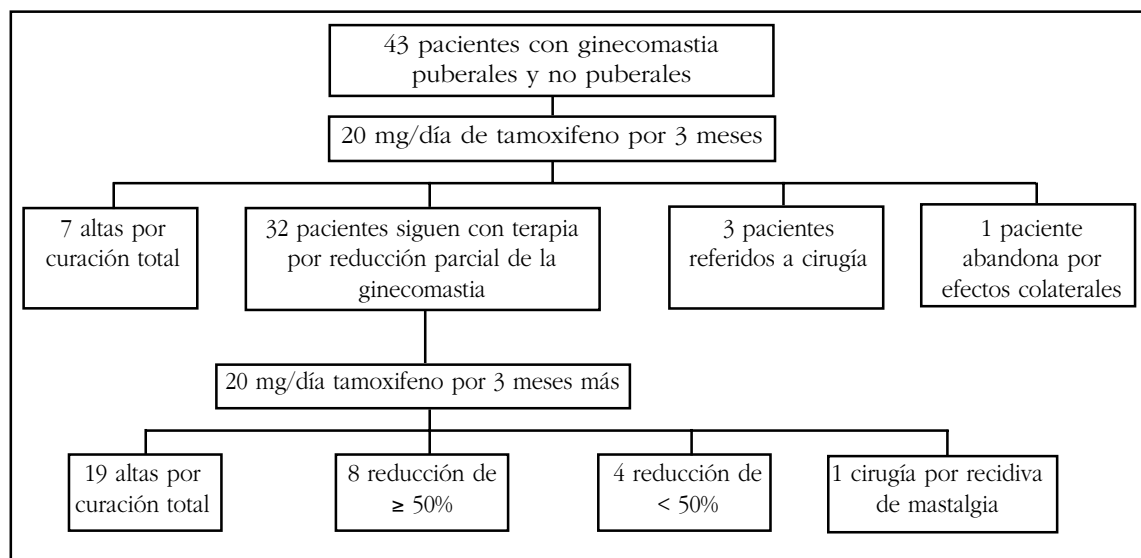 43 pacientes con ginecomastia
puberales y no puberales
20 mg/día de tamoxifeno por 3 meses
7 altas por
curación total
32 pacientes siguen con terapia
por reducción parcial de la
ginecomastia
3 pacientes
referidos a cirugía
1 paciente
abandona por
efectos colaterales
20 mg/día tamoxifeno por 3 meses más
19 altas por
curación total
8 reducción de
≥ 50%
4 reducción de
< 50%
1 cirugía por recidiva
de mastalgia